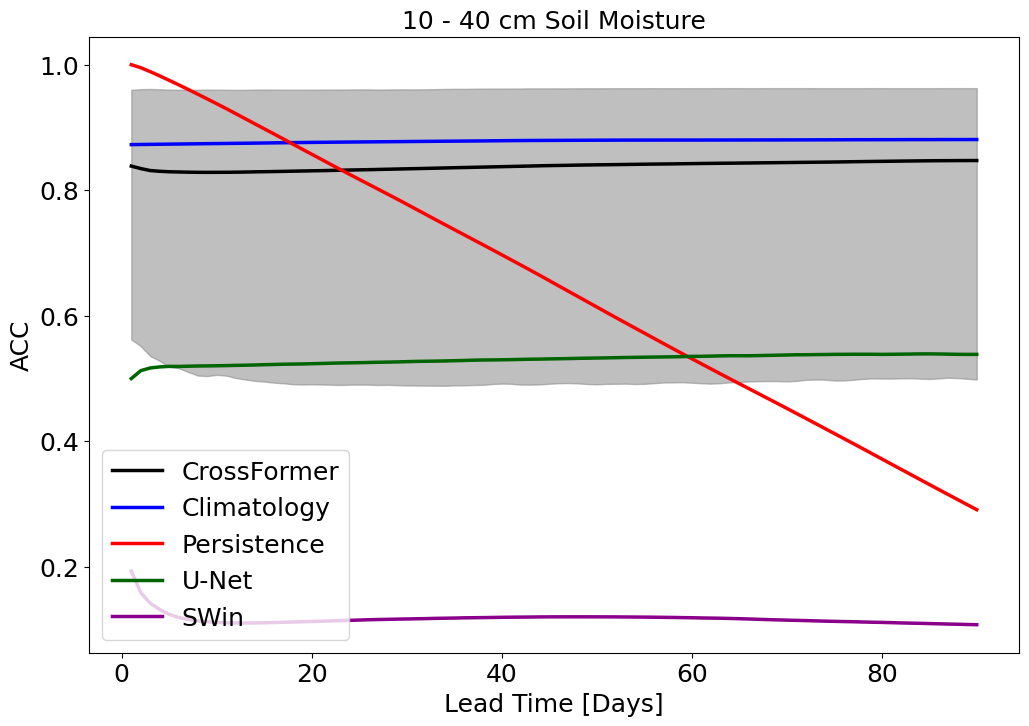 10 - 40 cm Soil Moisture
ACC
1.0
0.8
0.6
0.4
0.2
CrossFormer
Climatology
Persistence
U-Net
SWin
0 20 40 60 80
Lead Time [Days]